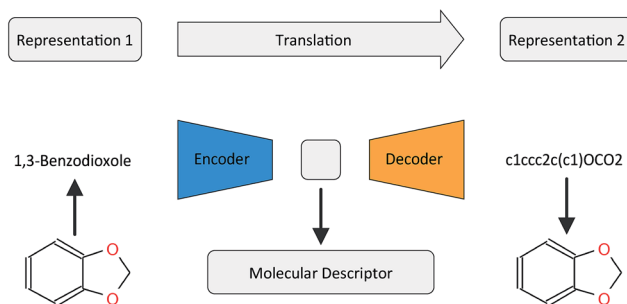 Representation 1
Translation
Representation 2
1,3-Benzodioxole
Encoder
Decoder
c1ccc2c(c1)OCO2
O
O
Molecular Descriptor
O
O